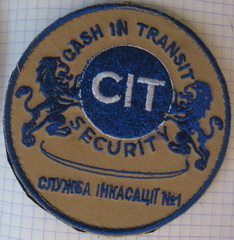 CASH IN TRANSIT
CIT
SECURITY
СЛУЖБА ІНКАСАЦІЇ №1